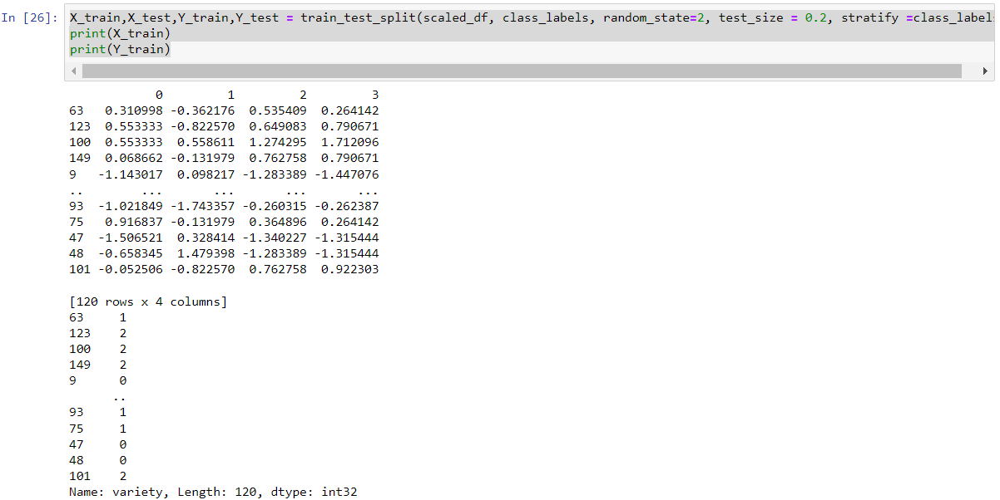 In [26]: X_train,X_test,Y_train,Y_test = train_test_split(scaled_df, class_labels, random_state=2, test_size = 0.2, stratify =class_label
print(X_train)
print(Y_train)
0 1 2 3
63 0.310998 -0.362176 0.535409 0.264142
123 0.553333 -0.822570 0.649083 0.790671
100 0.553333 0.558611 1.274295 1.712096
149 0.068662 -0.131979 0.762758 0.790671
9 -1.143017 0.098217 -1.283389 -1.447076
.. ... ... ... ...
93 -1.021849 -1.743357 -0.260315 -0.262387
75 0.916837 -0.131979 0.364896 0.264142
47 -1.506521 0.328414 -1.340227 -1.315444
48 -0.658345 1.479398 -1.283389 -1.315444
101 -0.052506 -0.822570 0.762758 0.922303
[120 rows x 4 columns]
63 1
123 2
100 2
149 2
9 0
..
93 1
75 1
47 0
48 0
101 2
Name: variety, Length: 120, dtype: int32